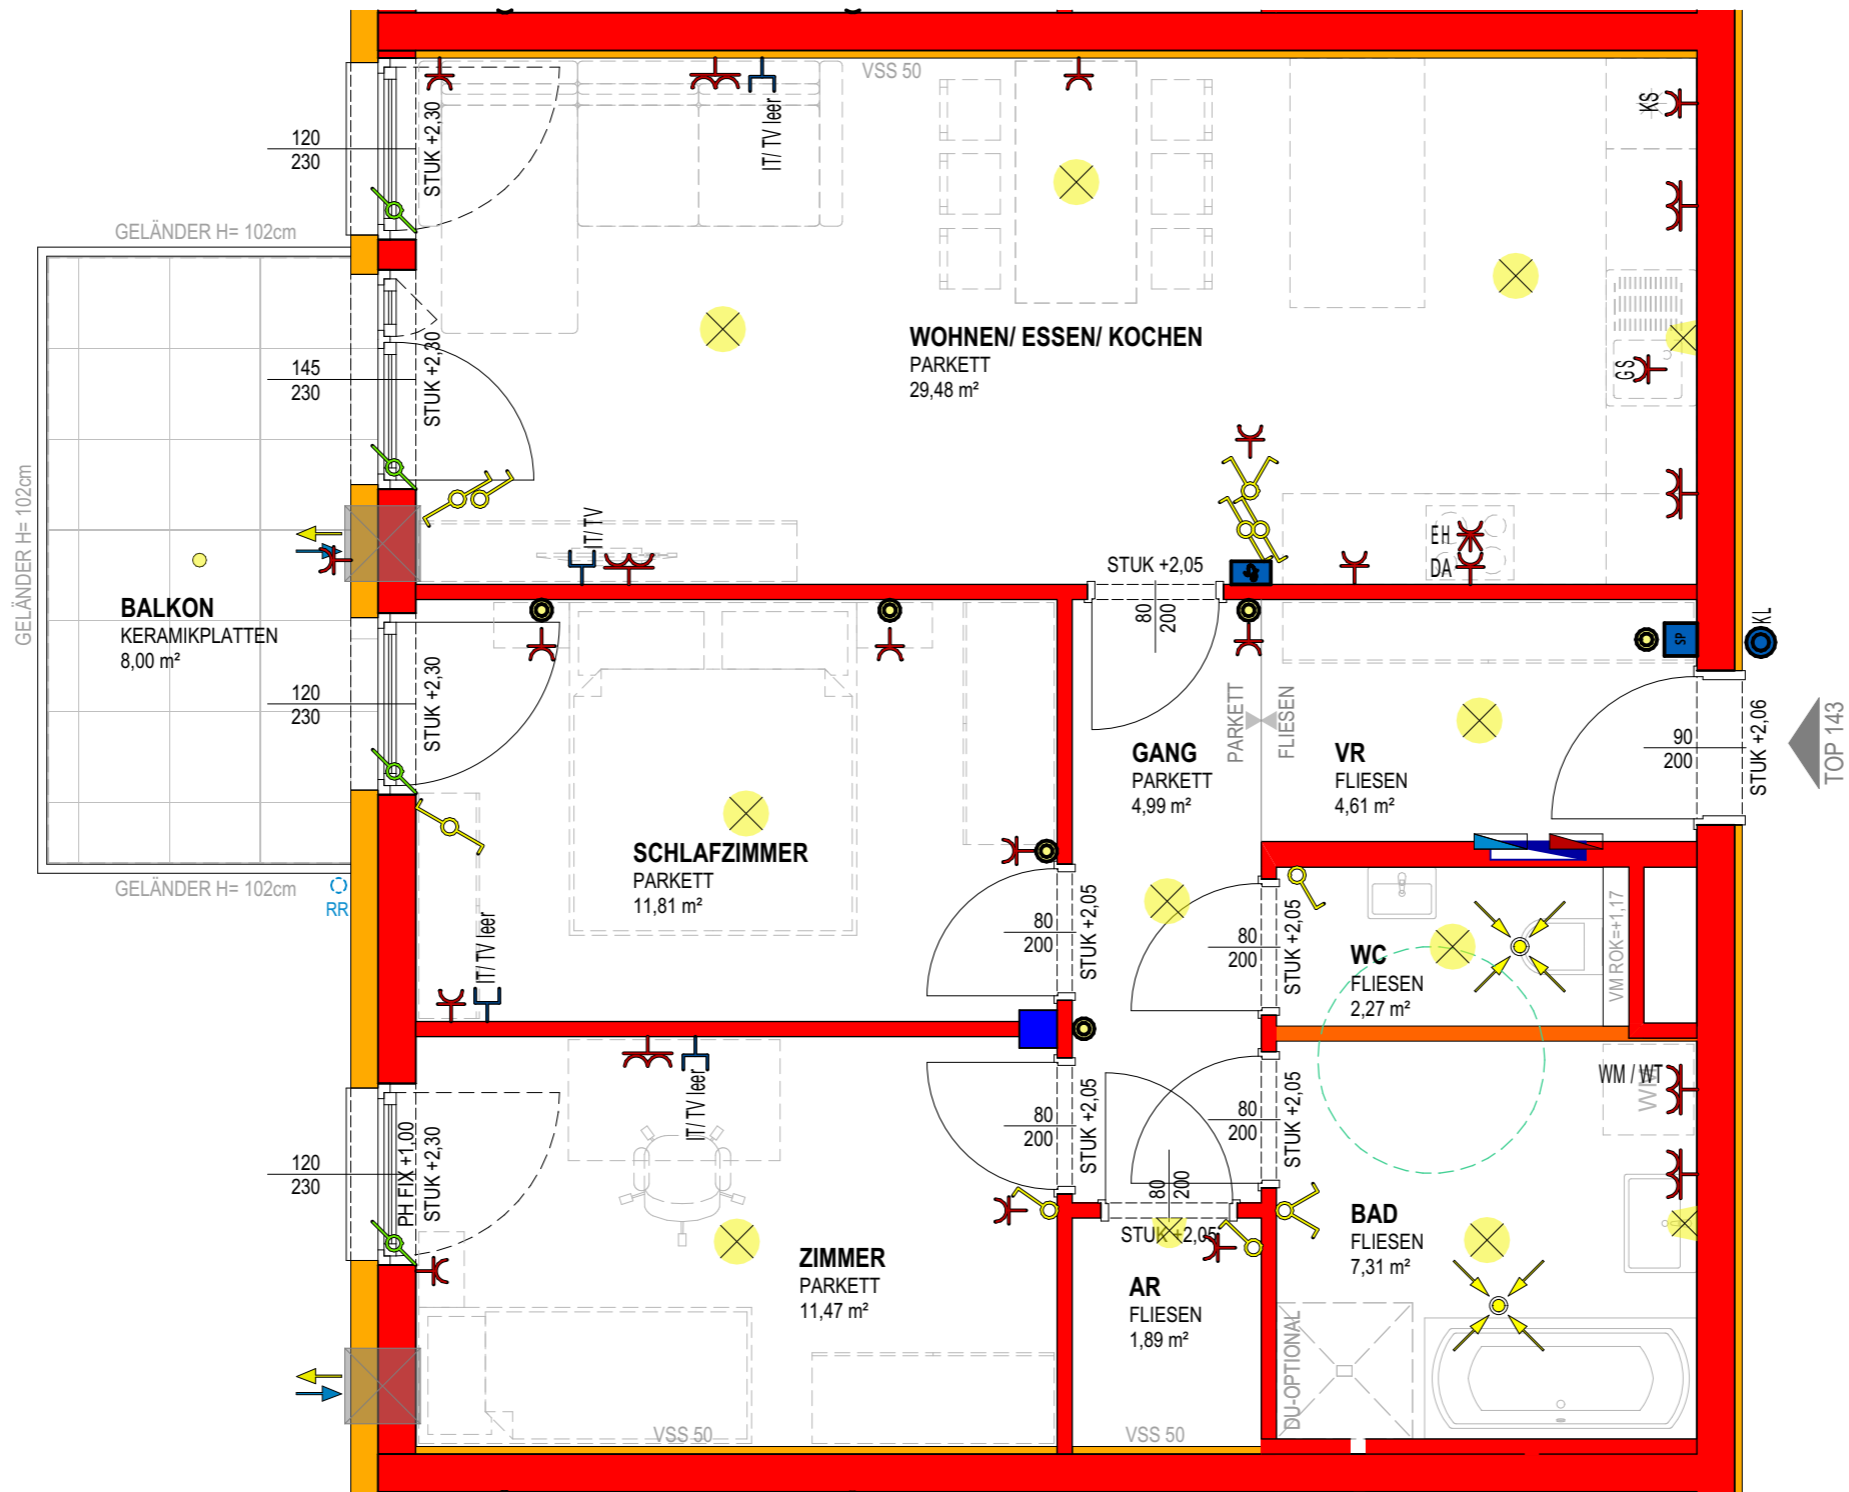 VSS 50
KS
120
230
STUK +2,30
IT/ TV leer
GELÄNDER H= 102cm
WOHNEN/ ESSEN/ KOCHEN
PARKETT
29,48 m²
145
230
STUK +2,30
GS
GELÄNDER H= 102cm
IT/ TV
EH
DA
STUK +2,05
80
200
BALKON
KERAMIKPLATTEN
8,00 m²
KL
SP
120
230
STUK +2,30
PARKETT
FLIESEN
GANG
PARKETT
4,99 m²
VR
FLIESEN
4,61 m²
90
200
STUK +2,06
TOP 143
SCHLAFZIMMER
PARKETT
11,81 m²
GELÄNDER H= 102cm
RR
IT/ TV leer
80
200
STUK +2,05
80
200
STUK +2,05
WC
FLIESEN
2,27 m²
VM ROK=+1,17
IT/ TV leer
WM / WT
WM
80
200
STUK +2,05
80
200
STUK +2,05
120
230
PH FIX +1,00
STUK +2,30
80
200
STUK +2,05
BAD
FLIESEN
7,31 m²
ZIMMER
PARKETT
11,47 m²
AR
FLIESEN
1,89 m²
DU-OPTIONAL
VSS 50
VSS 50